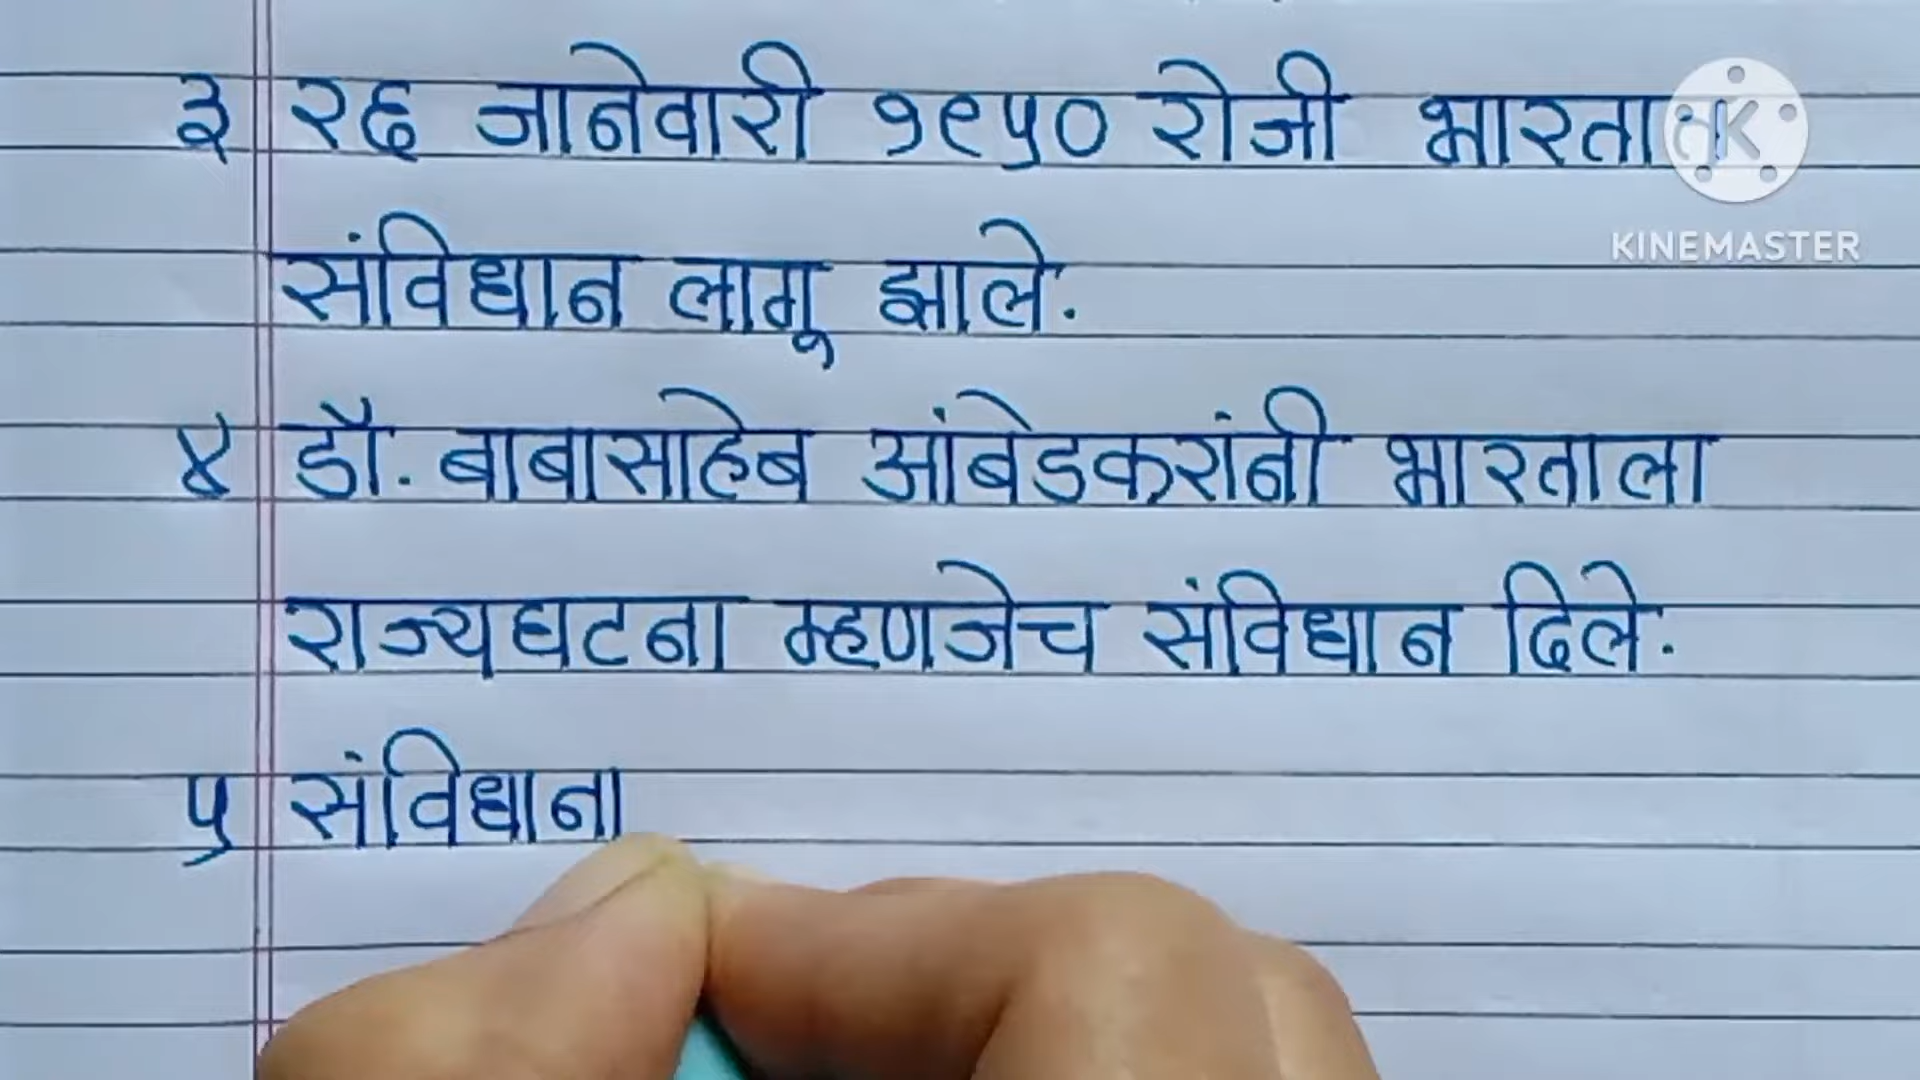 ३ २६ जानेवारी १९५० रोजी भारतात
KINEMASTER
संविधान लागू झाले.
४ डॉ. बाबासाहेब आंबेडकरांनी भारताला
राज्यघटना म्हणजेच संविधान दिले.
५ संविधाना